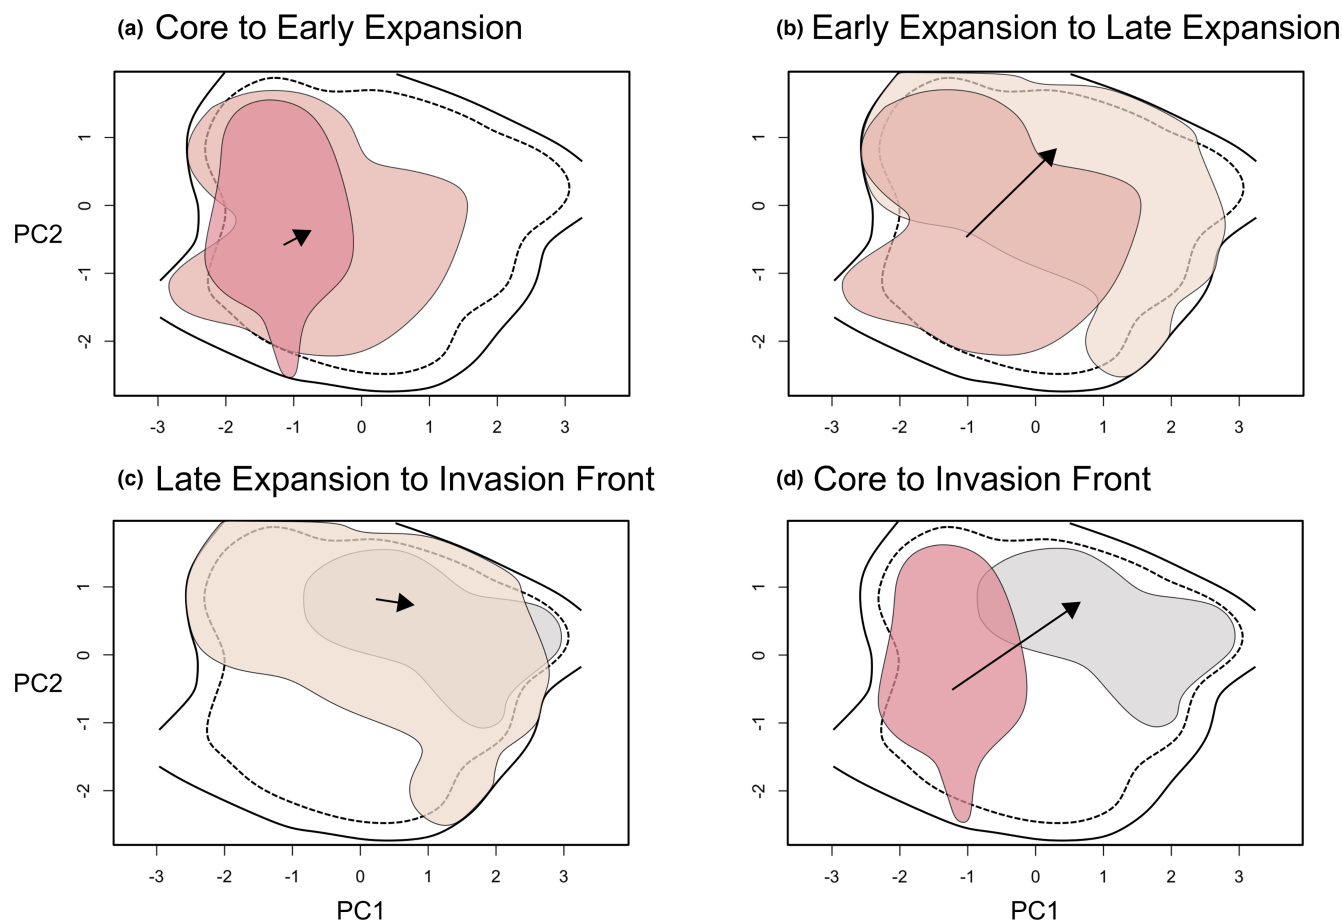 (a) Core to Early Expansion
(b) Early Expansion to Late Expansion
PC2
1
0
-1
-2
-3 -2 -1 0 1 2 3
1
0
-1
-2
-3 -2 -1 0 1 2 3
(c) Late Expansion to Invasion Front
(d) Core to Invasion Front
PC2
1
0
-1
-2
-3 -2 -1 0 1 2 3
PC1
1
0
-1
-2
-3 -2 -1 0 1 2 3
PC1